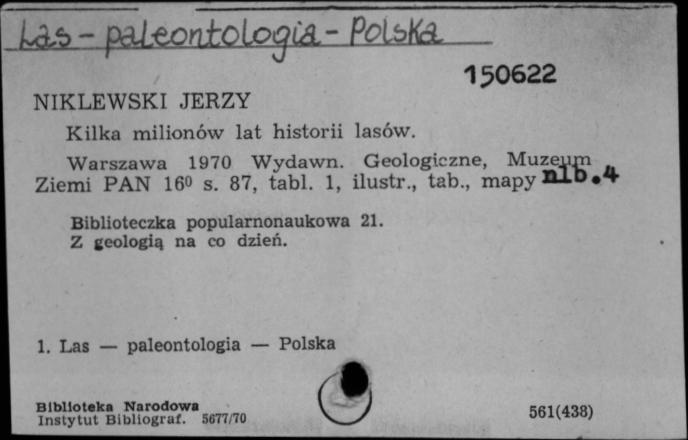 Las - paleontologia - Polska
150622
NIKLEWSKI JERZY
Kilka milionów lat historii lasów.
Warszawa 1970 Wydawn. Geologiczne, Muzeum
Ziemi PAN 16⁰ s. 87, tabl. 1, ilustr., tab., mapy nlb.4
Biblioteczka popularnonaukowa 21.
Z geologią na co dzień.
1. Las — paleontologia — Polska
Biblioteka Narodowa
Instytut Bibliograf. 5677/70
561(438)